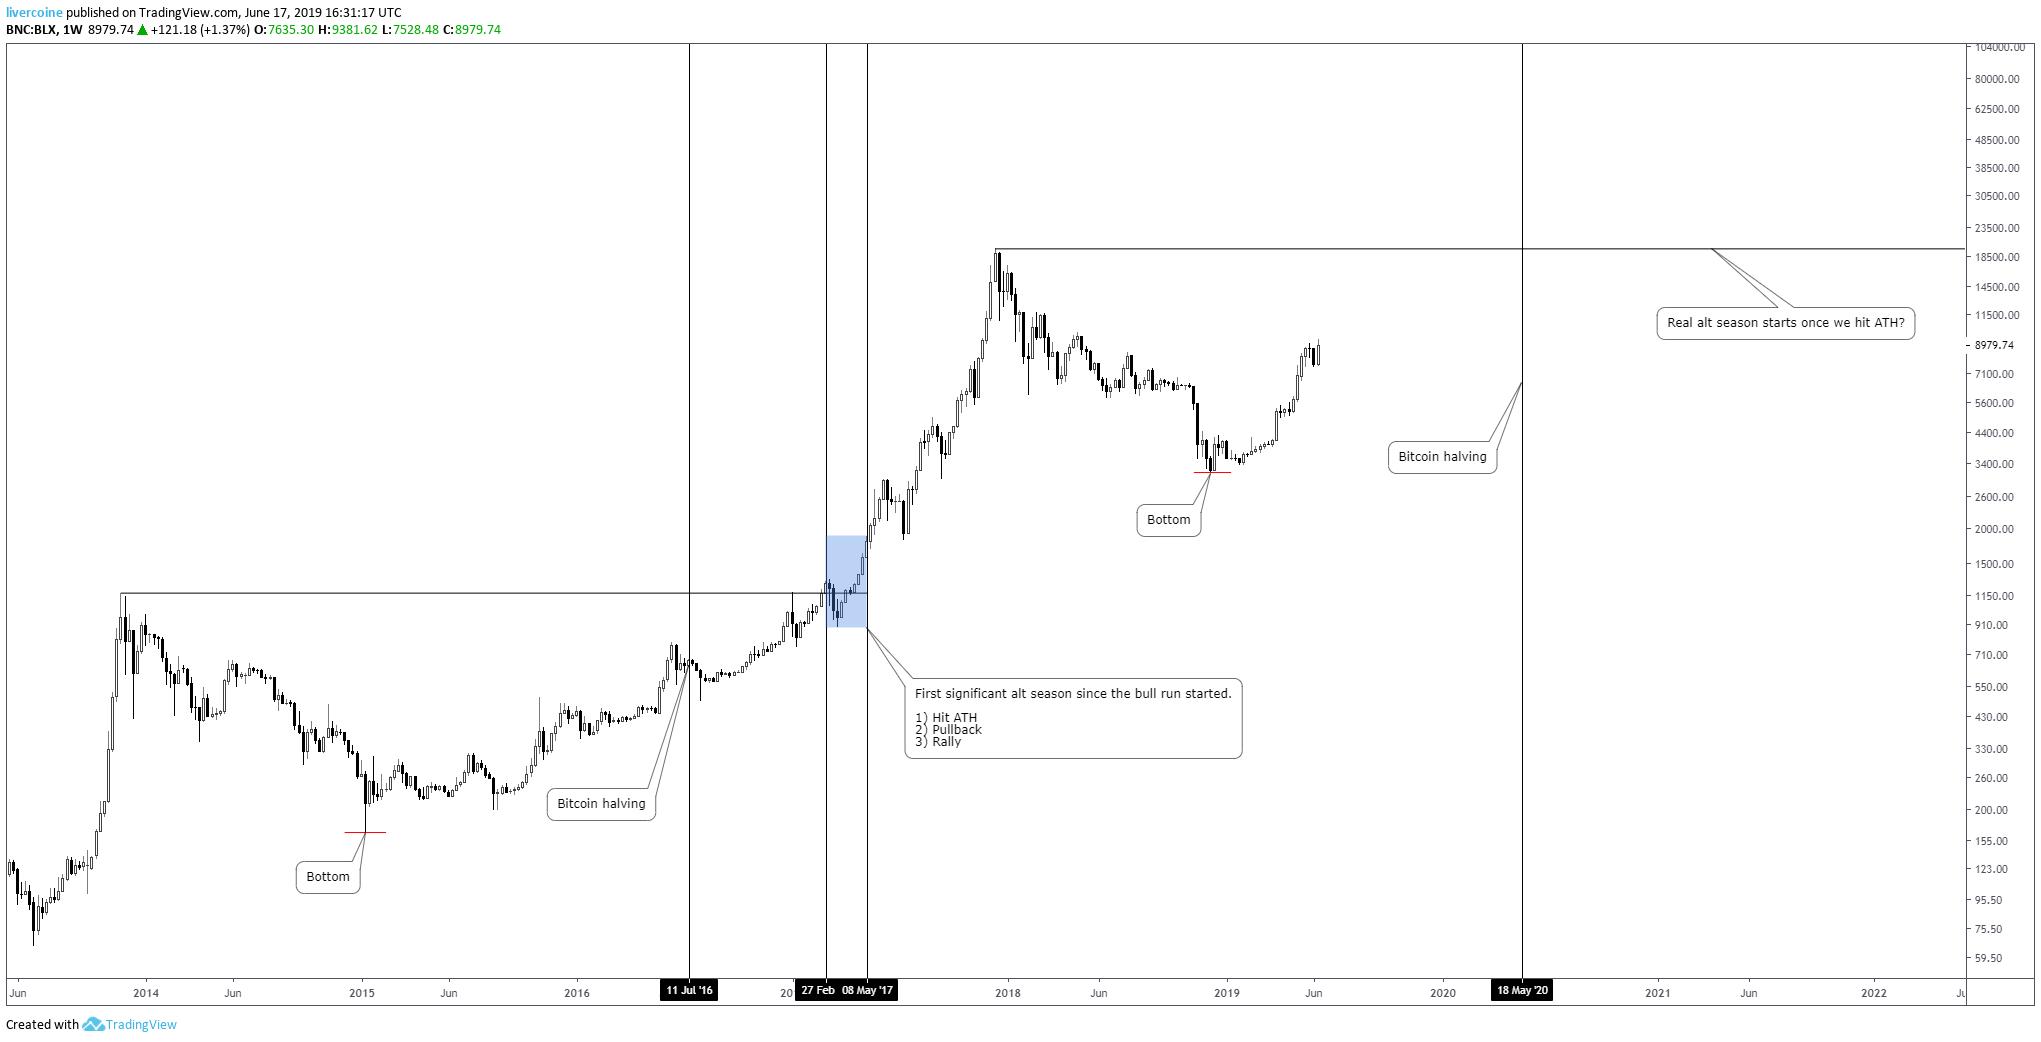 livercoine published on TradingView.com, June 17, 2019 16:31:17 UTC
BNC:BLX, 1W 8979.74 ▲ +121.18 (+1.37%) O:7635.30 H:9381.62 L:7528.48 C:8979.74
104000.00
80000.00
62500.00
48500.00
38500.00
30500.00
23500.00
18500.00
14500.00
11500.00
8979.74
7100.00
5600.00
4400.00
3400.00
2600.00
2000.00
1500.00
1150.00
910.00
710.00
550.00
430.00
330.00
260.00
200.00
155.00
123.00
95.50
75.50
59.50
Real alt season starts once we hit ATH?
Bitcoin halving
Bottom
First significant alt season since the bull run started.
1) Hit ATH
2) Pullback
3) Rally
Bitcoin halving
Bottom
Jun 2014 Jun 2015 Jun 2016 11 Jul '16 27 Feb 08 May '17 2018 Jun 2019 Jun 2020 18 May '20 2021 Jun 2022
Created with TradingView